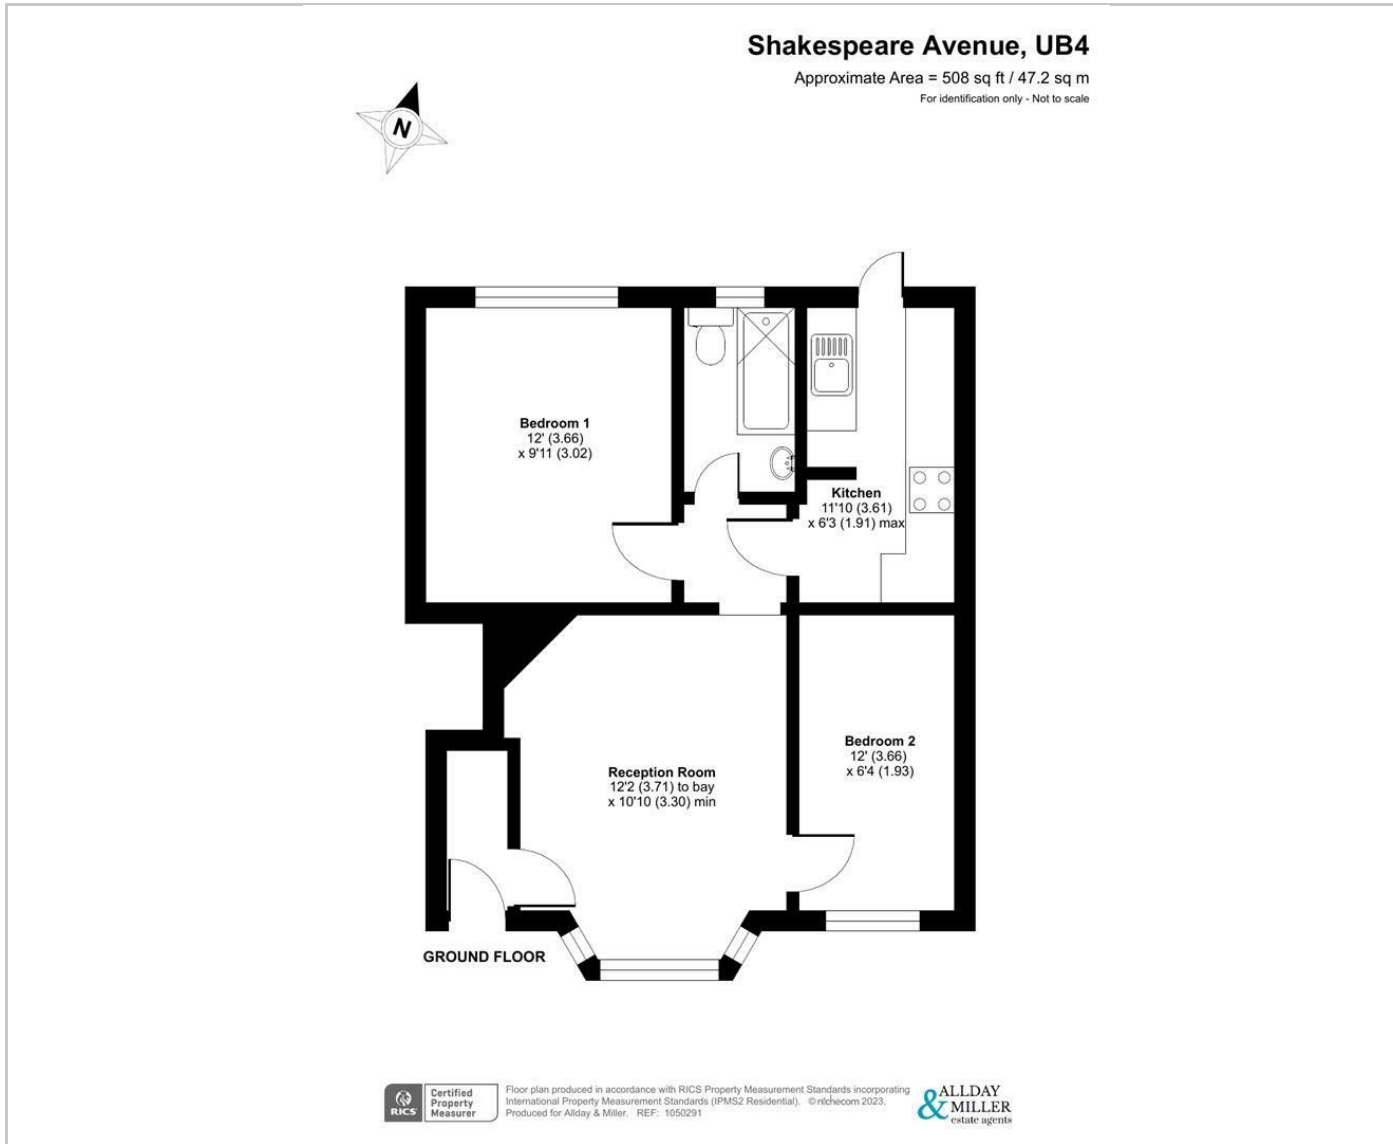 Shakespeare Avenue, UB4
Approximate Area = 508 sq ft / 47.2 sq m
For identification only - Not to scale
N
Bedroom 1
12' (3.66)
x 9'11 (3.02)
Kitchen
11'10 (3.61)
x 6'3 (1.91) max
Bedroom 2
12' (3.66)
x 6'4 (1.93)
Reception Room
12'2 (3.71) to bay
x 10'10 (3.30) min
GROUND FLOOR
RICS
Certified
Property
Measurer
Floor plan produced in accordance with RICS Property Measurement Standards incorporating
International Property Measurement Standards (IPMS2 Residential). © nichecom 2023.
Produced for Allday & Miller. REF: 1050291
ALLDAY
& MILLER
estate agents